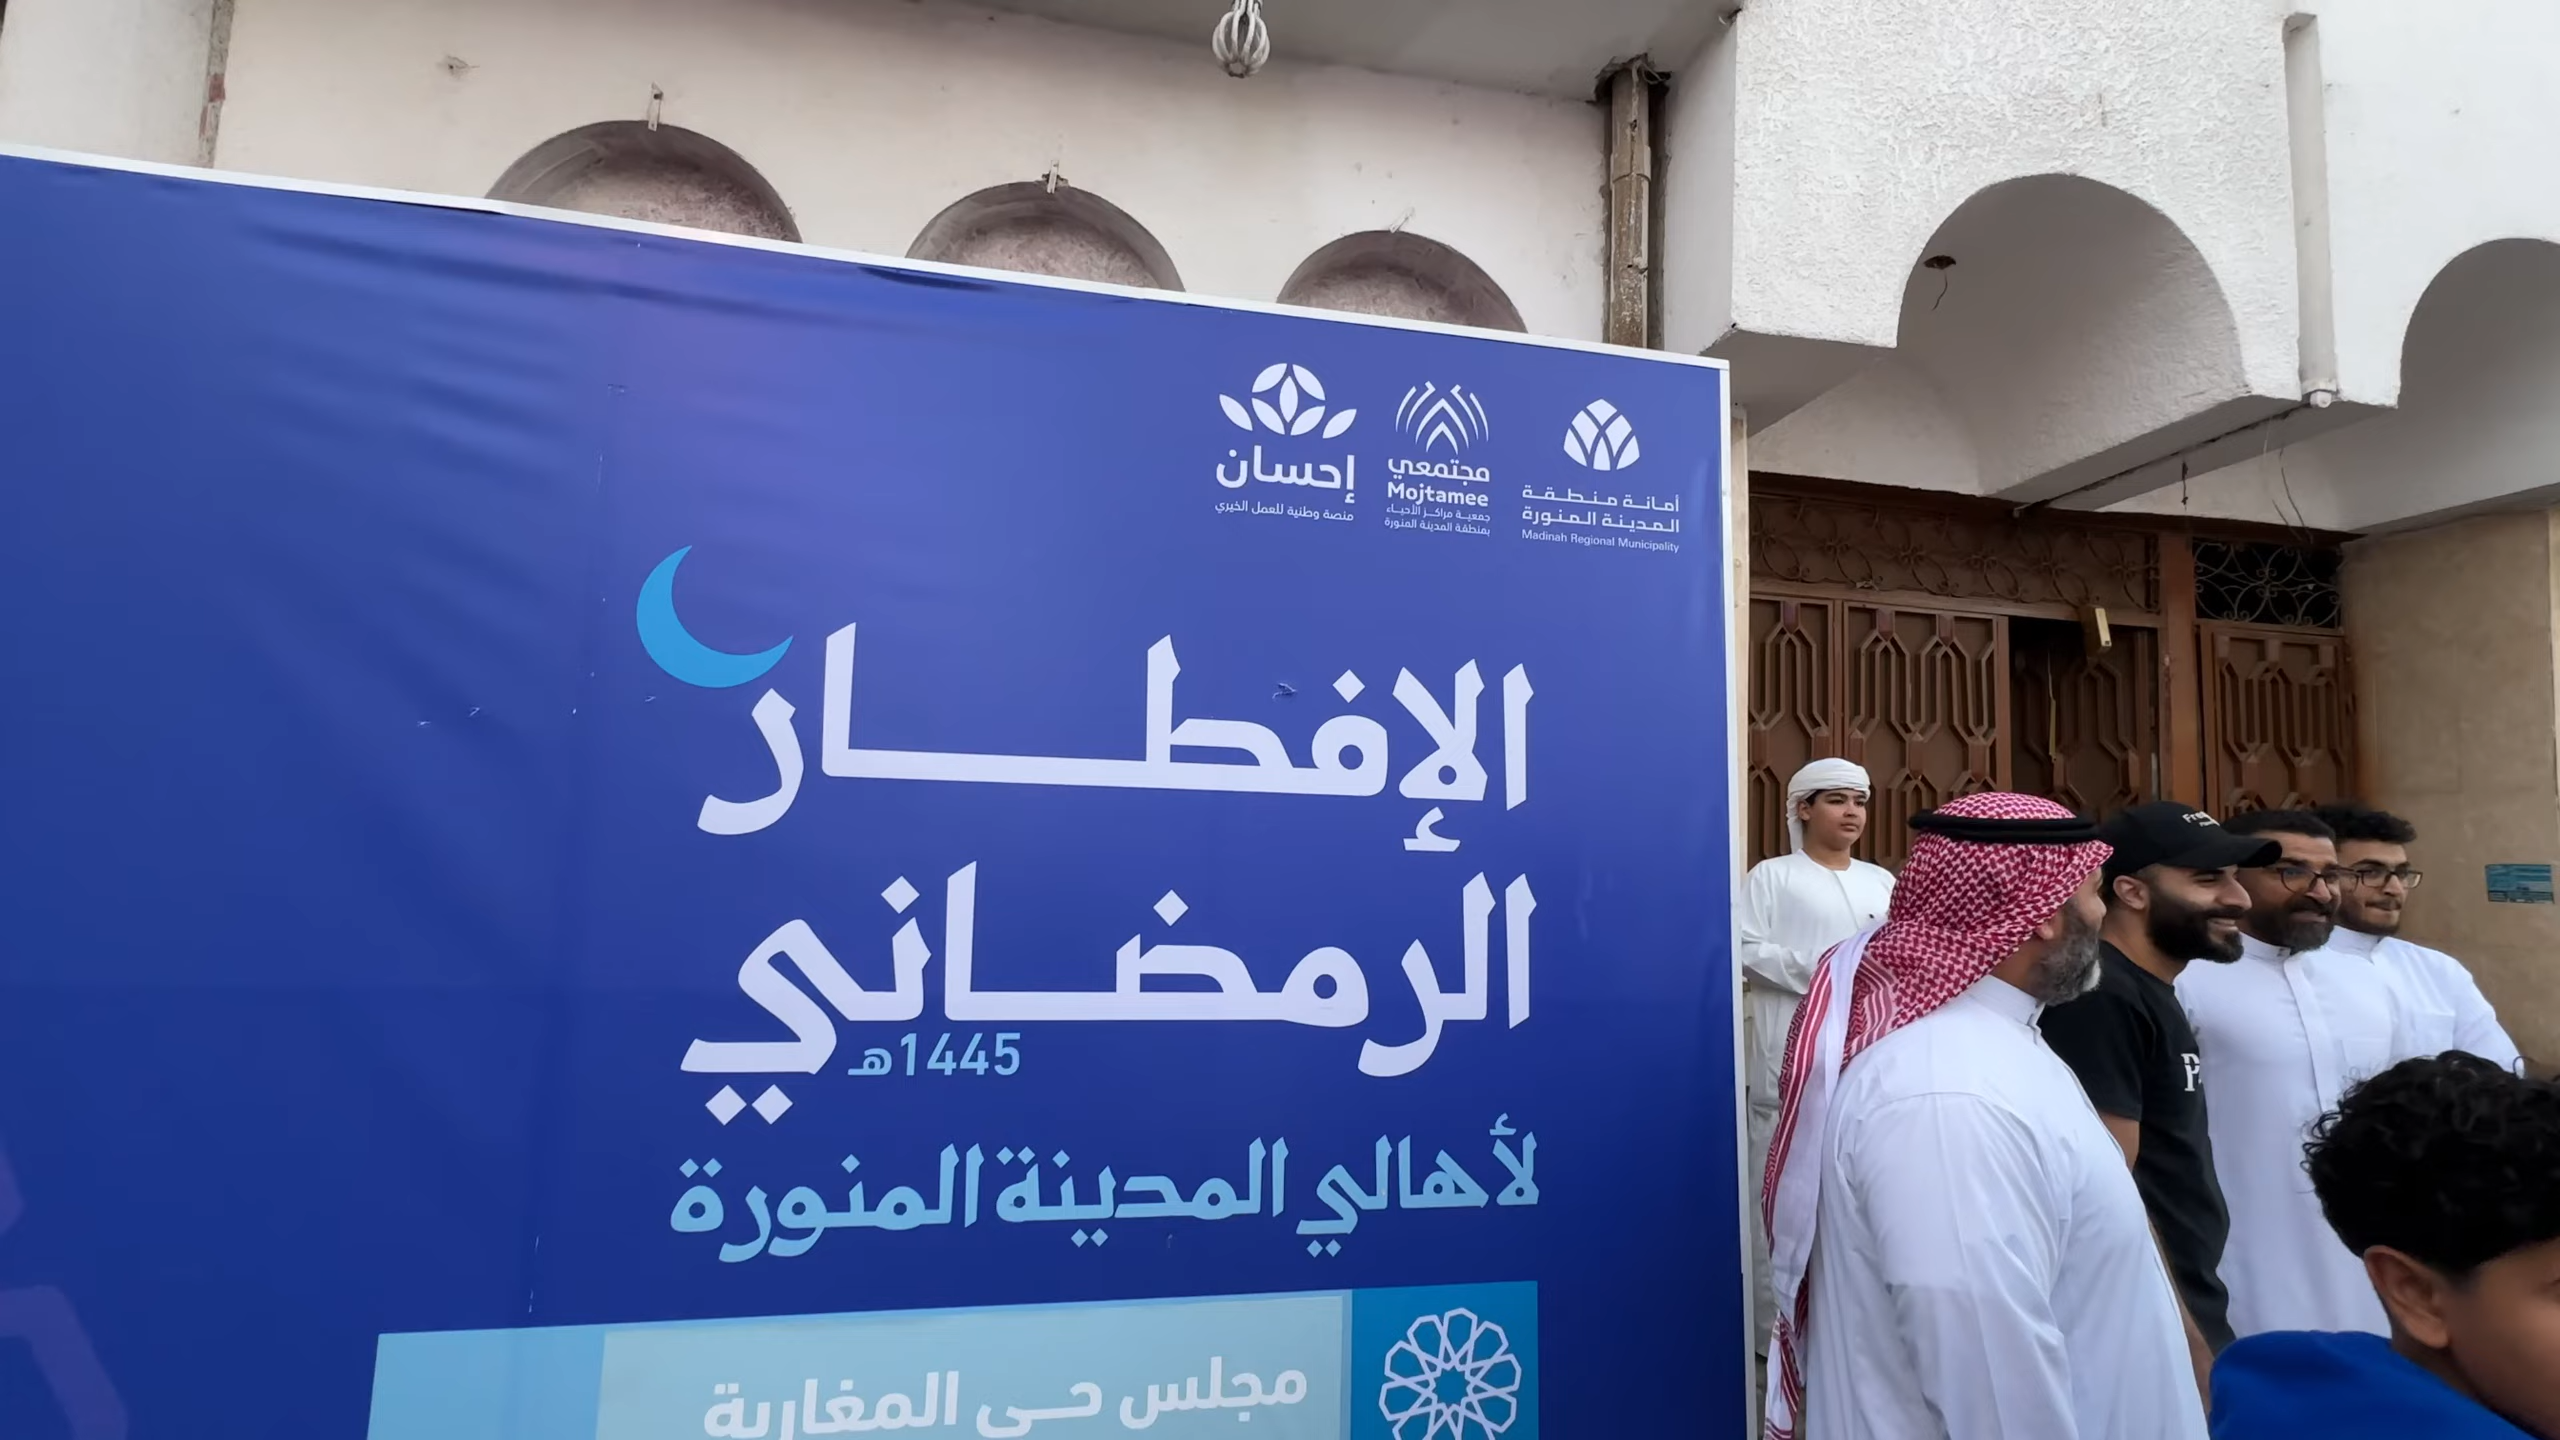 أمانة منطقة
المدينة المنورة
Madinah Regional Municipality
مجتمعي
Mojtamee
جمعية مراكز الأحياء
بمنطقة المدينة المنورة
إحسان
منصة وطنية للعمل الخيري
الإفطار
الرمضاني
1445هـ
لأهالي المدينة المنورة
مجلس حي المغاربة